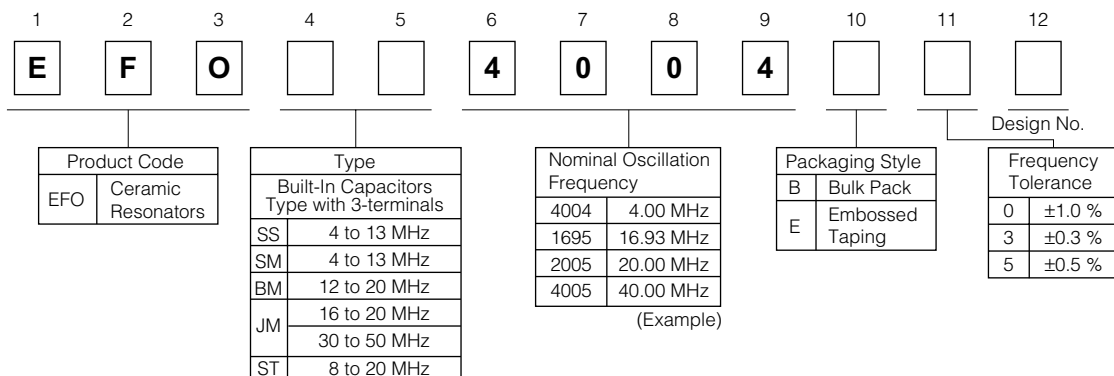 1 2 3 4 5 6 7 8 9 10 11 12
E F O 4 0 0 4
Design No.
Product Code
EFO Ceramic
Resonators
Type
Built-In Capacitors
Type with 3-terminals
SS 4 to 13 MHz
SM 4 to 13 MHz
BM 12 to 20 MHz
JM 16 to 20 MHz
30 to 50 MHz
ST 8 to 20 MHz
Nominal Oscillation
Frequency
4004 4.00 MHz
1695 16.93 MHz
2005 20.00 MHz
4005 40.00 MHz
(Example)
Packaging Style
B Bulk Pack
E Embossed
Taping
Frequency
Tolerance
0 ±1.0 %
3 ±0.3 %
5 ±0.5 %